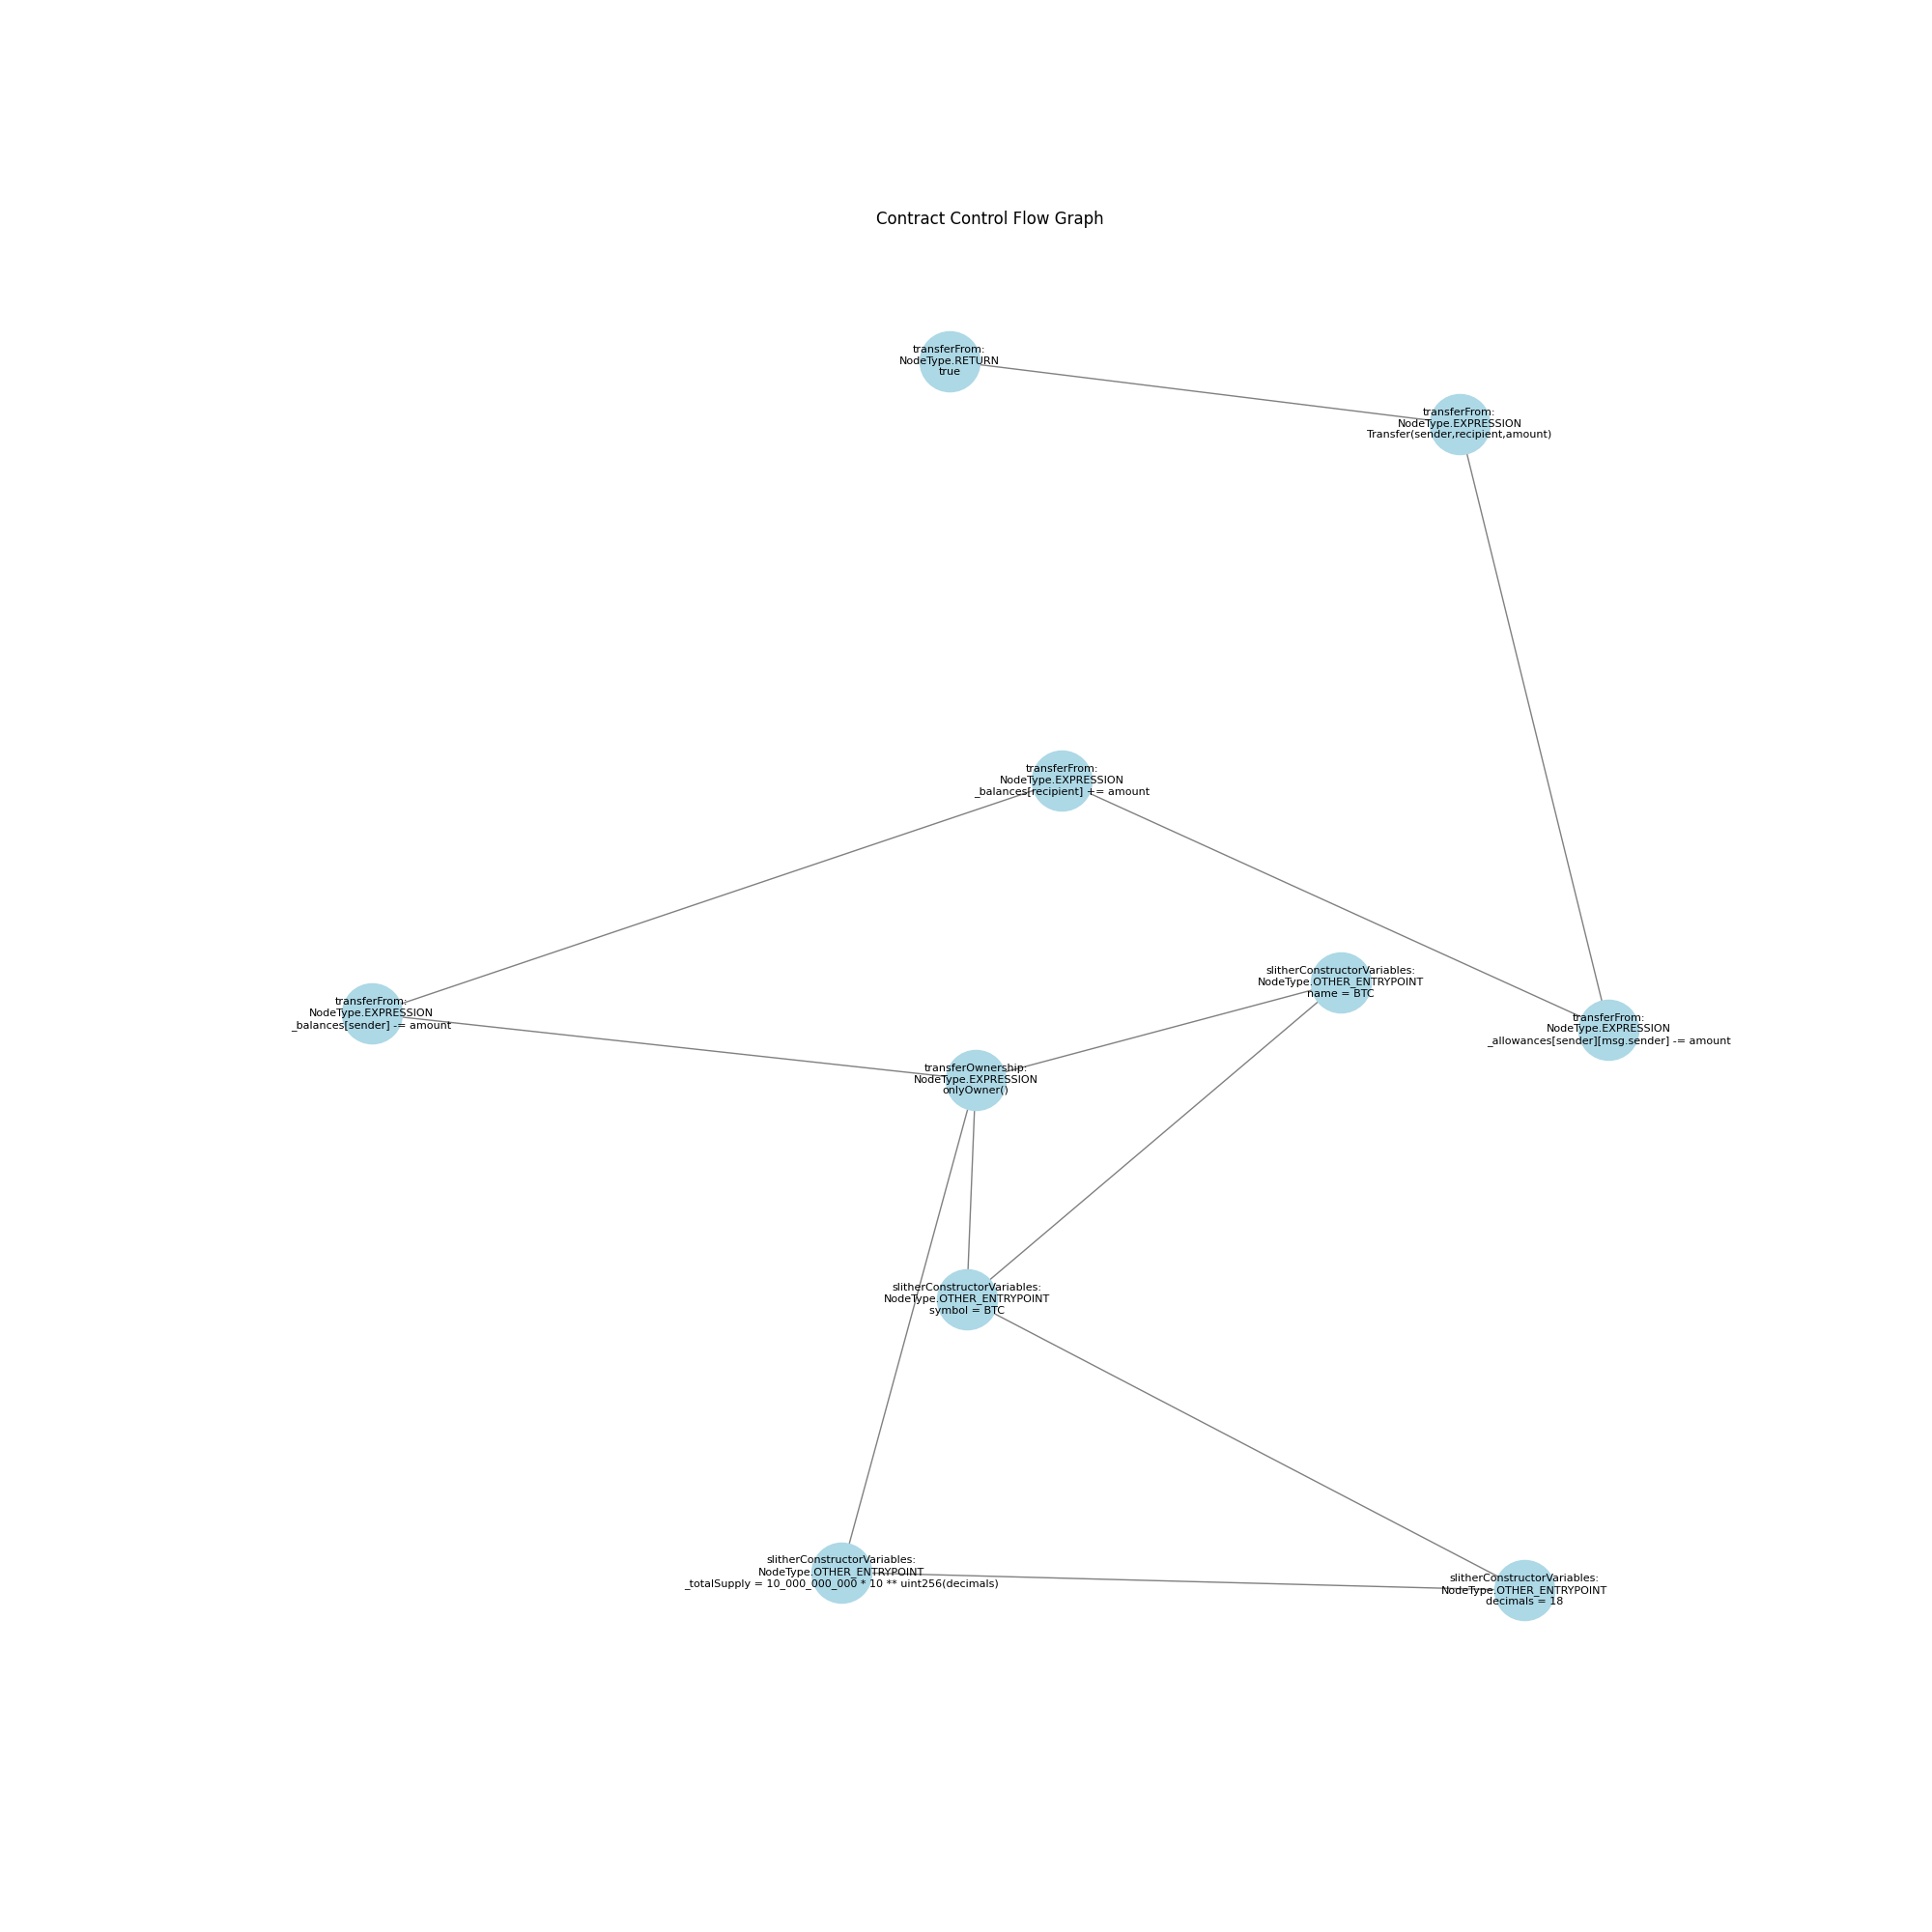 Contract Control Flow Graph
transferFrom:
NodeType.RETURN
true
transferFrom:
NodeType.EXPRESSION
Transfer(sender,recipient,amount)
transferFrom:
NodeType.EXPRESSION
_balances[recipient] += amount
slitherConstructorVariables:
NodeType.OTHER_ENTRYPOINT
name = BTC
transferFrom:
NodeType.EXPRESSION
_balances[sender] -= amount
transferFrom:
NodeType.EXPRESSION
_allowances[sender][msg.sender] -= amount
transferOwnership:
NodeType.EXPRESSION
onlyOwner()
slitherConstructorVariables:
NodeType.OTHER_ENTRYPOINT
symbol = BTC
slitherConstructorVariables:
NodeType.OTHER_ENTRYPOINT
_totalSupply = 10_000_000_000 * 10 ** uint256(decimals)
slitherConstructorVariables:
NodeType.OTHER_ENTRYPOINT
decimals = 18